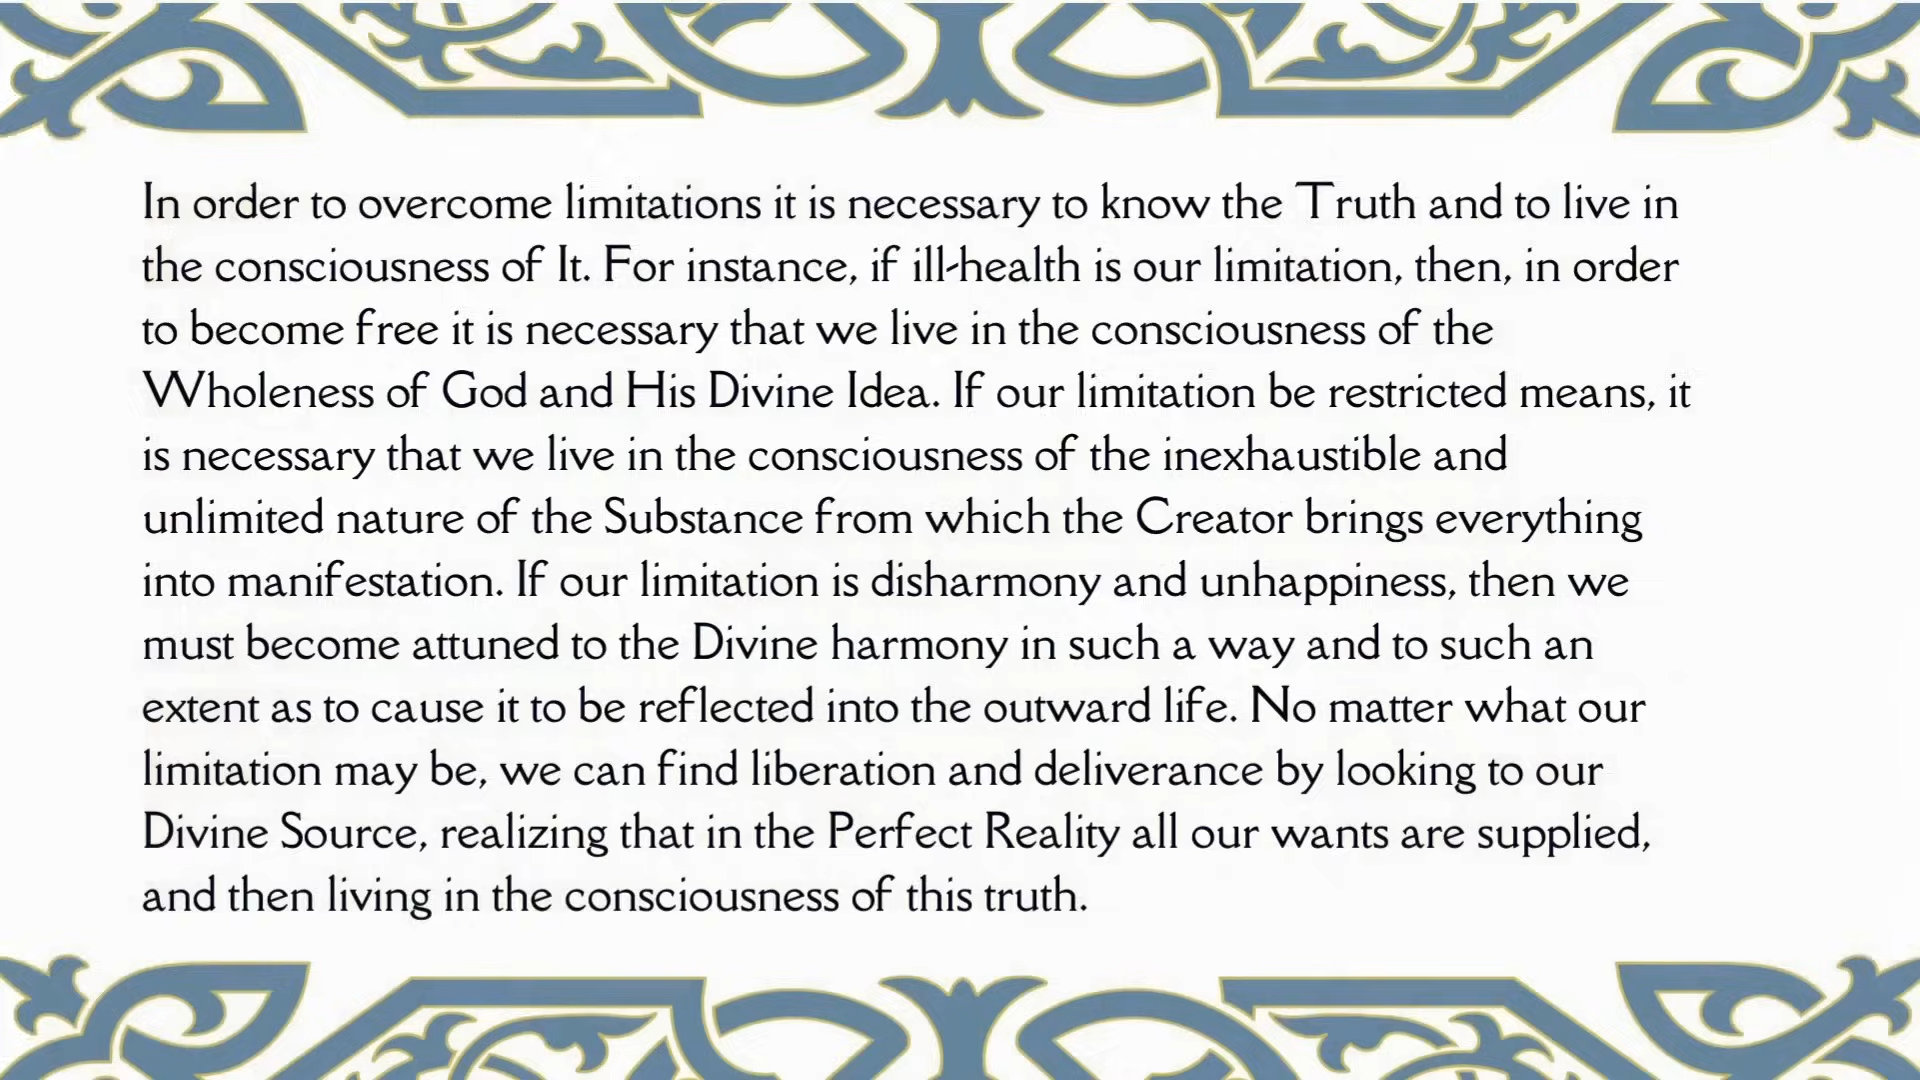 In order to overcome limitations it is necessary to know the Truth and to live in
the consciousness of It. For instance, if ill-health is our limitation, then, in order
to become free it is necessary that we live in the consciousness of the
Wholeness of God and His Divine Idea. If our limitation be restricted means, it
is necessary that we live in the consciousness of the inexhaustible and
unlimited nature of the Substance from which the Creator brings everything
into manifestation. If our limitation is disharmony and unhappiness, then we
must become attuned to the Divine harmony in such a way and to such an
extent as to cause it to be reflected into the outward life. No matter what our
limitation may be, we can find liberation and deliverance by looking to our
Divine Source, realizing that in the Perfect Reality all our wants are supplied,
and then living in the consciousness of this truth.